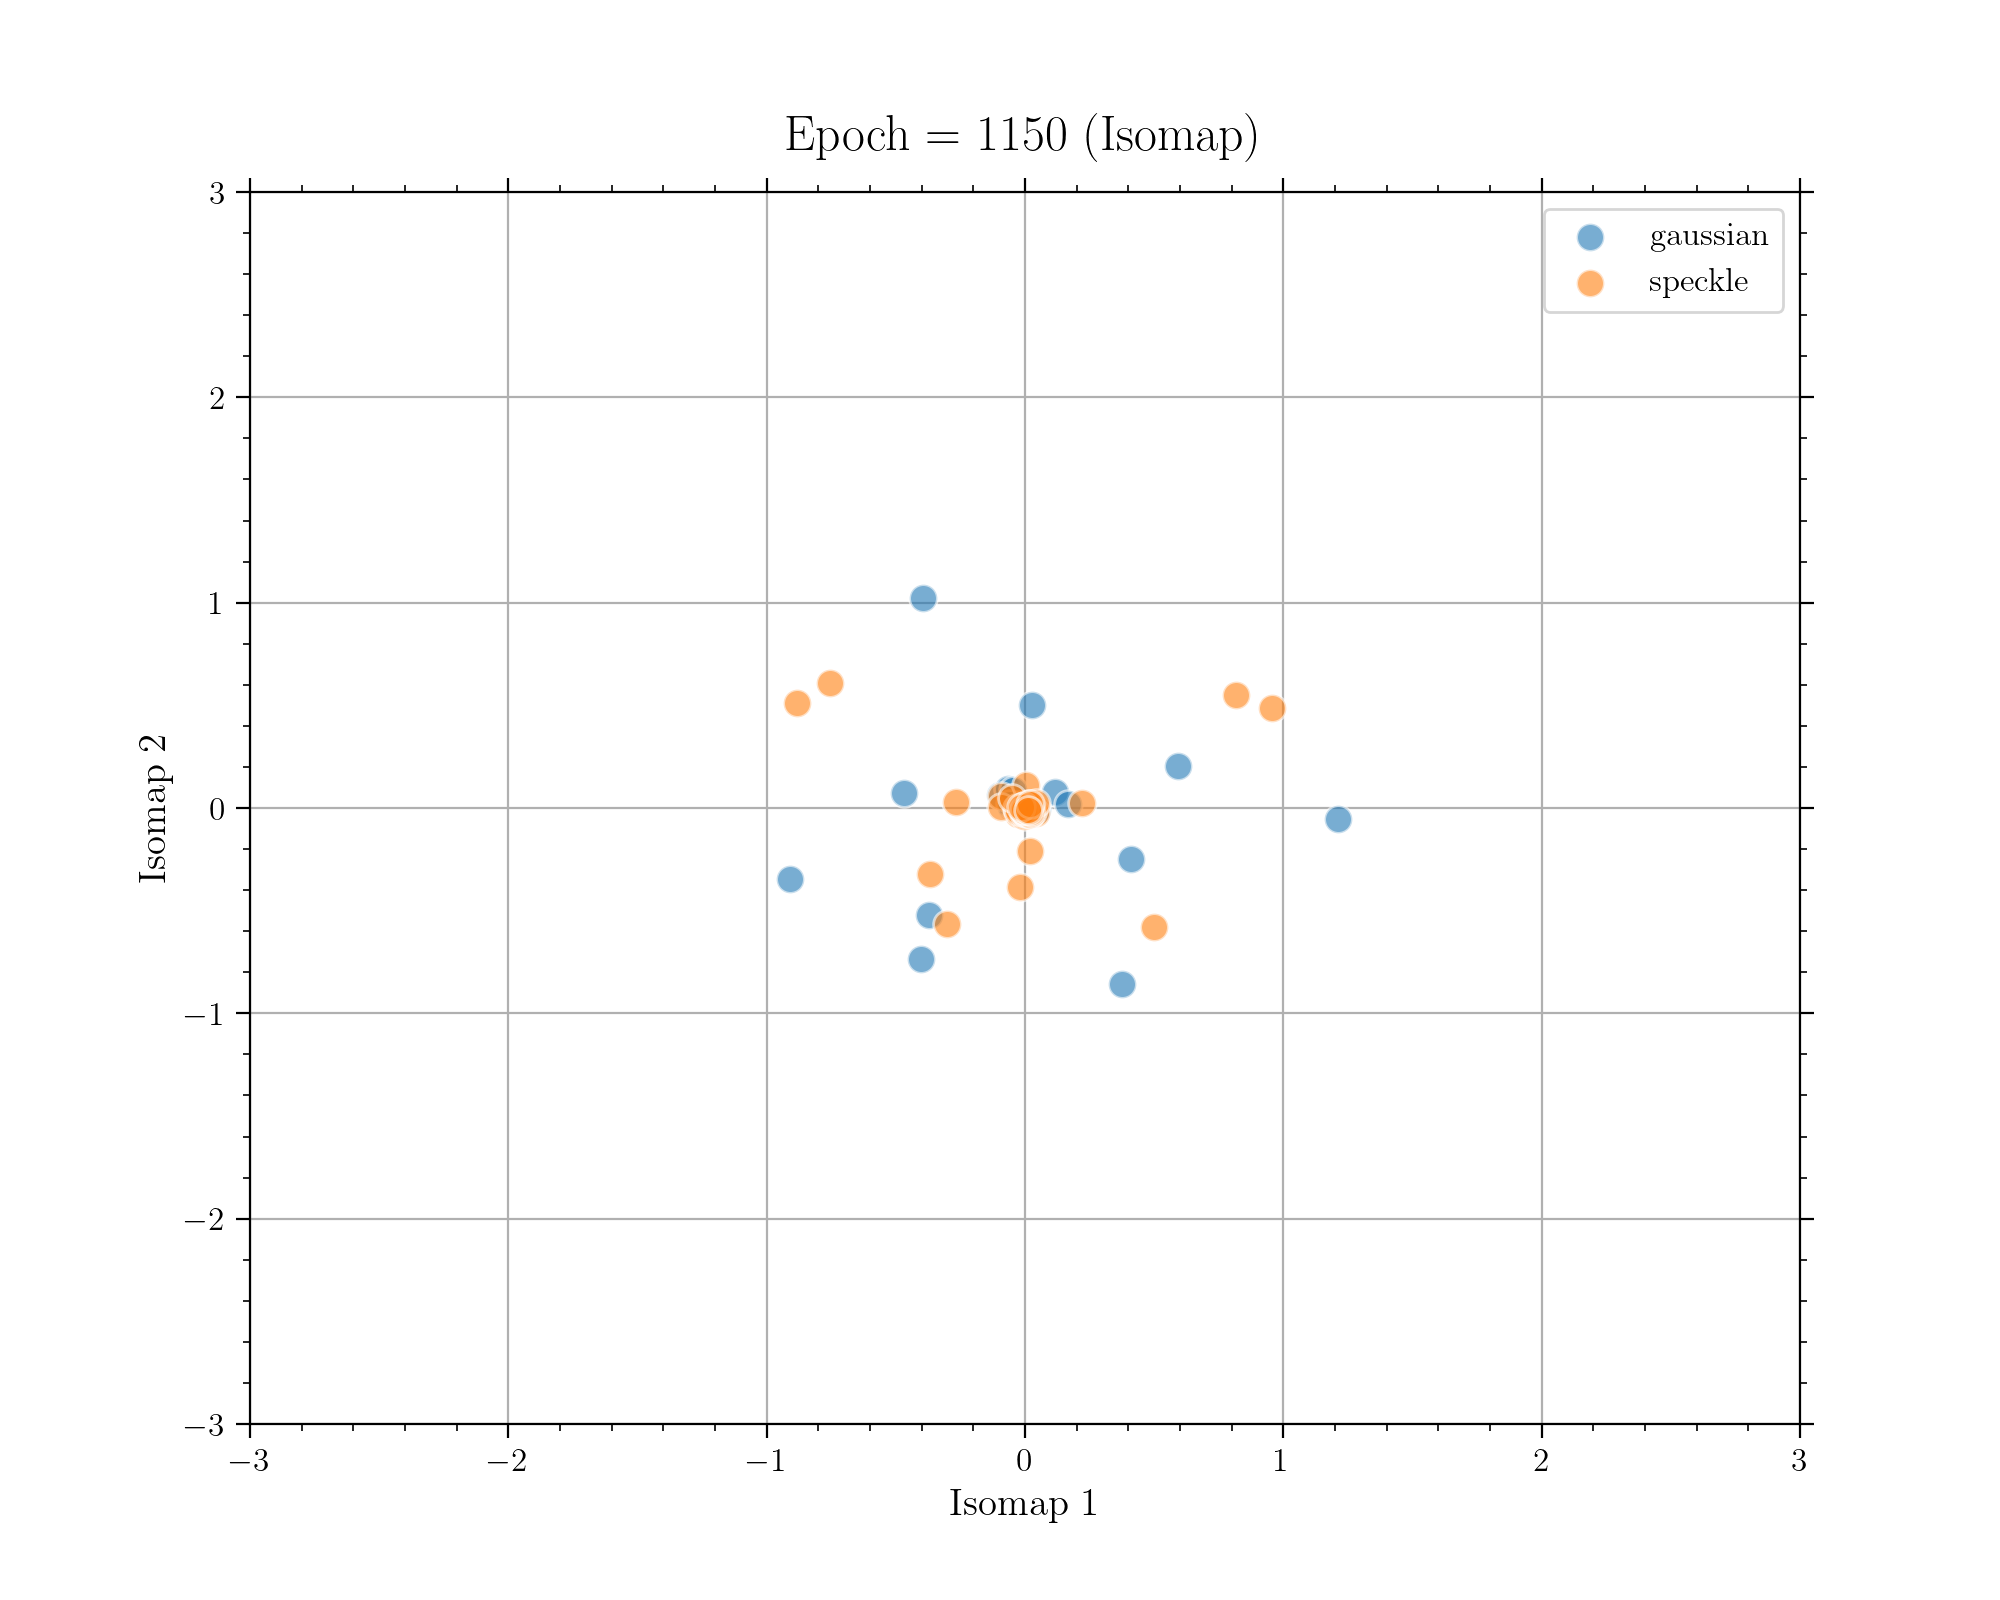 Epoch = 1150 (Isomap)
gaussian
speckle
3
2
1
0
−1
−2
−3
Isomap 2
−3
−2
−1
0
1
2
3
Isomap 1